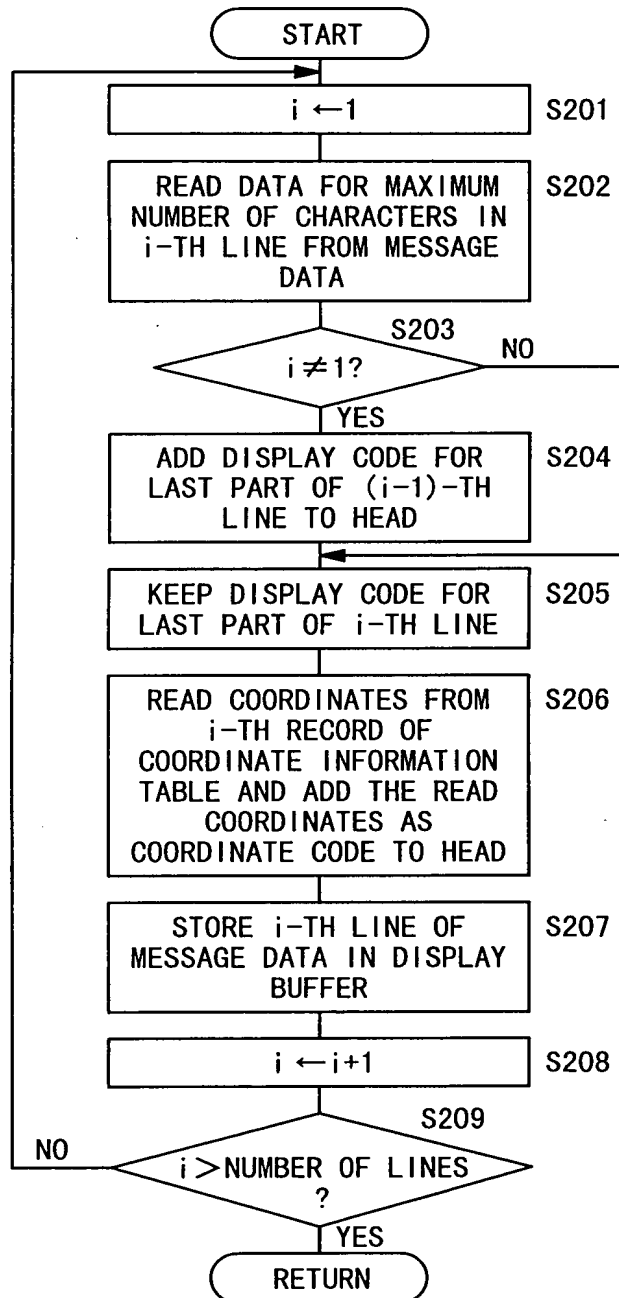 START
i ←1
S201
READ DATA FOR MAXIMUM
NUMBER OF CHARACTERS IN
i-TH LINE FROM MESSAGE
DATA
S202
S203
i≠1?
NO
YES
ADD DISPLAY CODE FOR
LAST PART OF (i-1)-TH
LINE TO HEAD
S204
KEEP DISPLAY CODE FOR
LAST PART OF i-TH LINE
S205
READ COORDINATES FROM
i-TH RECORD OF
COORDINATE INFORMATION
TABLE AND ADD THE READ
COORDINATES AS
COORDINATE CODE TO HEAD
S206
STORE i-TH LINE OF
MESSAGE DATA IN DISPLAY
BUFFER
S207
i ←i+1
S208
S209
NO
i>NUMBER OF LINES
?
YES
RETURN